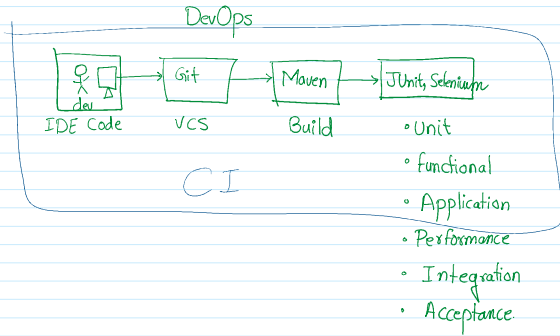 DevOps
Git
Maven
JUnit, Selenium
dev
IDE Code
VCS
Build
• Unit
• functional
CI
• Application
• Performance
• Integration
• Acceptance.